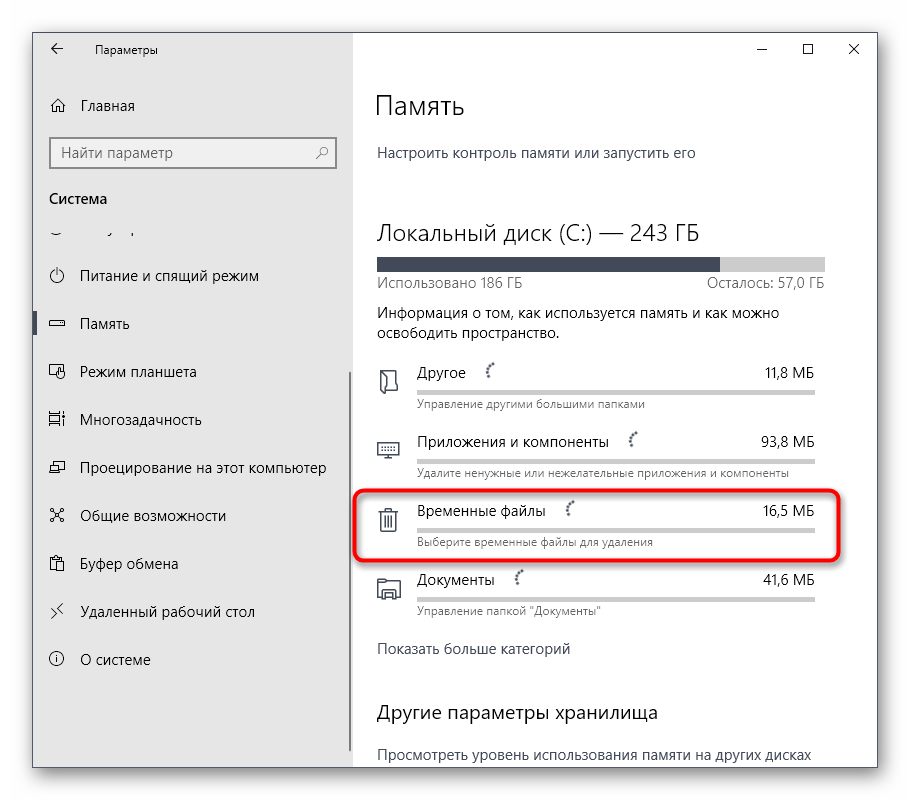 Параметры
Главная
Найти параметр
Система
Питание и спящий режим
Память
Режим планшета
Многозадачность
Проецирование на этот компьютер
Общие возможности
Буфер обмена
Удаленный рабочий стол
О системе
Память
Настроить контроль памяти или запустить его
Локальный диск (C:) — 243 ГБ
Использовано 186 ГБ Осталось: 57,0 ГБ
Информация о том, как используется память и как можно
освободить пространство.
Другое 11,8 МБ
Управление другими большими папками
Приложения и компоненты 93,8 МБ
Удалите ненужные или нежелательные приложения и компоненты
Временные файлы 16,5 МБ
Выберите временные файлы для удаления
Документы 41,6 МБ
Управление папкой "Документы"
Показать больше категорий
Другие параметры хранилища
Просмотреть уровень использования памяти на других дисках